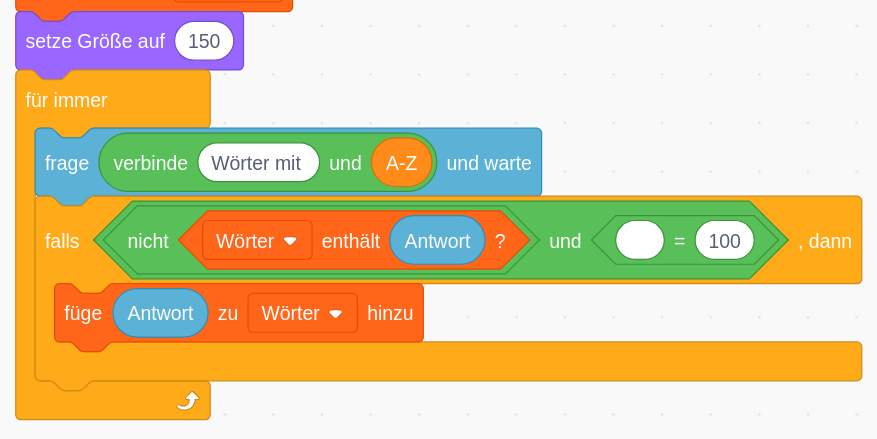 setze Größe auf 150
für immer
frage verbinde Wörter mit und A-Z und warte
falls nicht Wörter enthält Antwort ? und = 100 , dann
füge Antwort zu Wörter hinzu